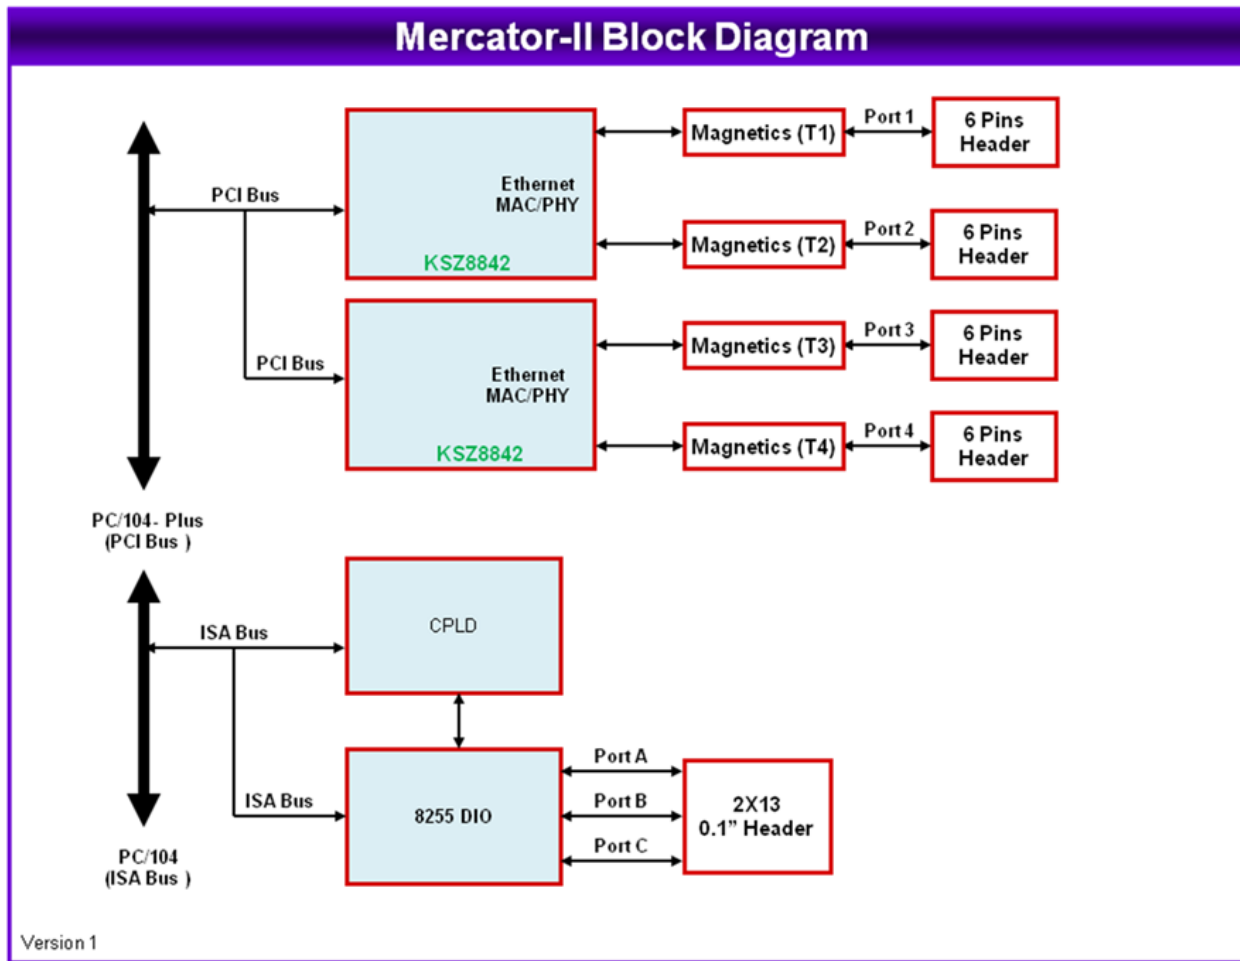 Mercator-II Block Diagram
Magnetics (T1)
Port 1
6 Pins
Header
PCI Bus
Ethernet
MAC/PHY
KSZ8842
Magnetics (T2)
Port 2
6 Pins
Header
PCI Bus
Ethernet
MAC/PHY
KSZ8842
Magnetics (T3)
Port 3
6 Pins
Header
Magnetics (T4)
Port 4
6 Pins
Header
PC/104- Plus
(PCI Bus )
ISA Bus
CPLD
ISA Bus
8255 DIO
Port A
Port B
Port C
2X13
0.1” Header
PC/104
(ISA Bus )
Version 1